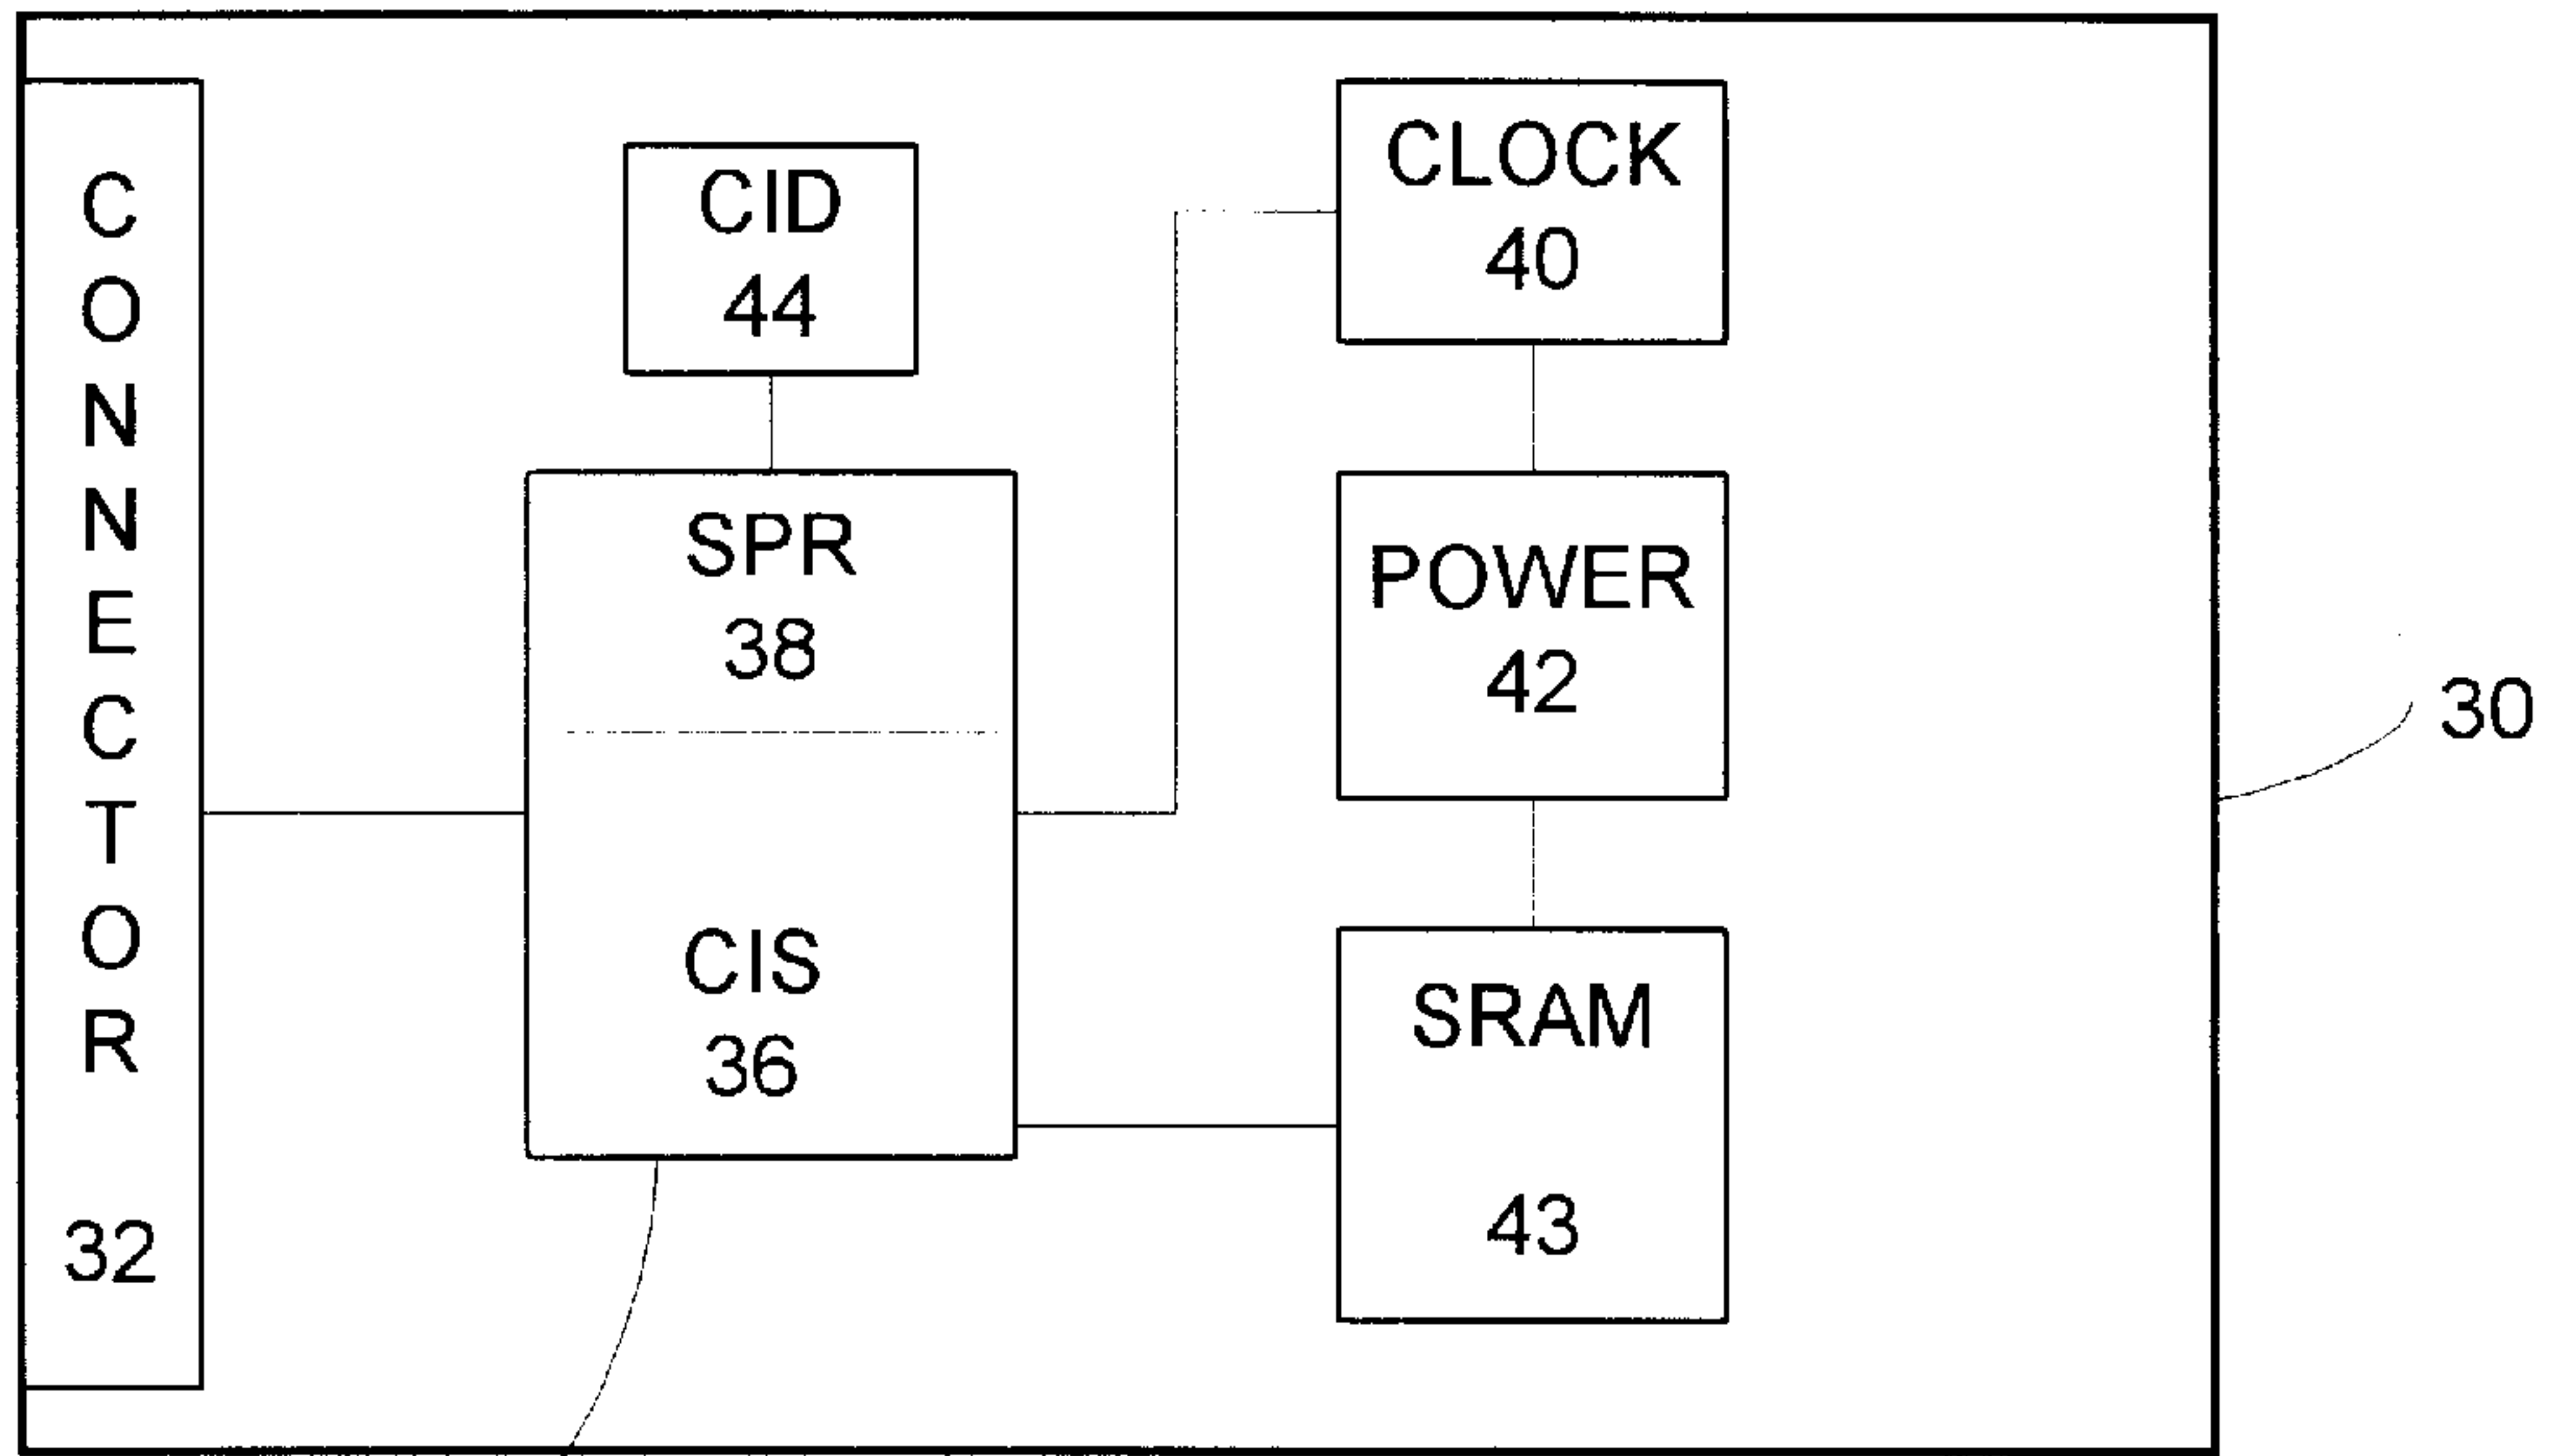 CONNECTOR
32
CID
44
SPR
38
CIS
36
CLOCK
40
POWER
42
SRAM
43
30